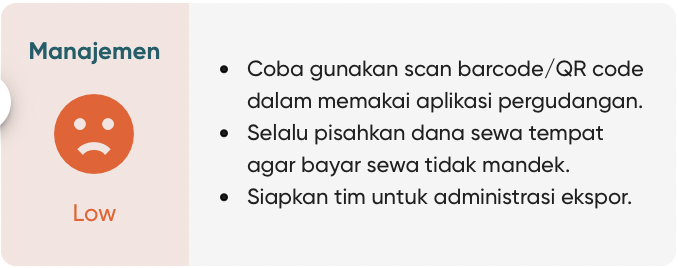 Manajemen
Low
• Coba gunakan scan barcode/QR code
dalam memakai aplikasi pergudangan.
• Selalu pisahkan dana sewa tempat
agar bayar sewa tidak mandek.
• Siapkan tim untuk administrasi ekspor.